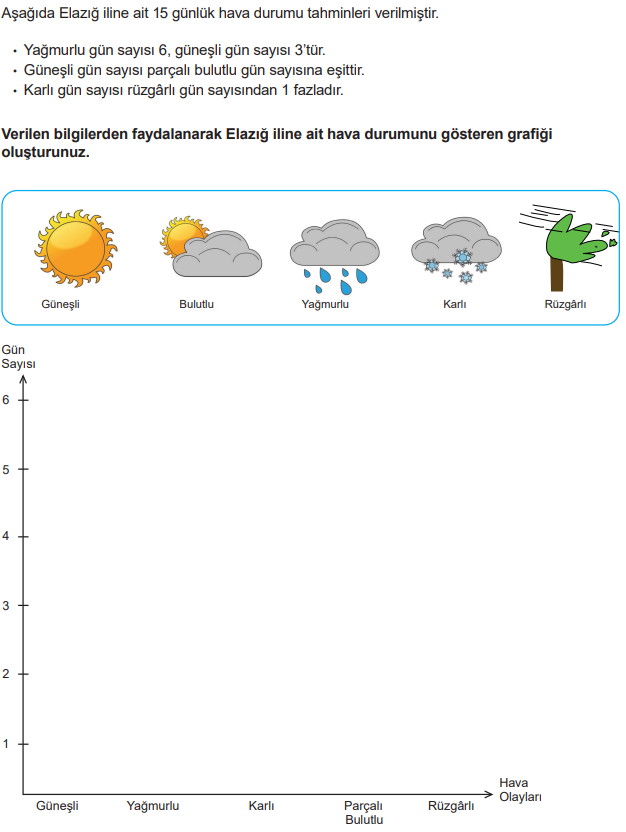 Aşağıda Elazığ iline ait 15 günlük hava durumu tahminleri verilmiştir.
• Yağmurlu gün sayısı 6, güneşli gün sayısı 3’tür.
• Güneşli gün sayısı parçalı bulutlu gün sayısına eşittir.
• Karlı gün sayısı rüzgârlı gün sayısından 1 fazladır.
Verilen bilgilerden faydalanarak Elazığ iline ait hava durumunu gösteren grafiği
oluşturunuz.
Güneşli Bulutlu Yağmurlu Karlı Rüzgârlı
Gün
Sayısı
6
5
4
3
2
1
Hava
Olayları
Güneşli Yağmurlu Karlı Parçalı Rüzgârlı
Bulutlu